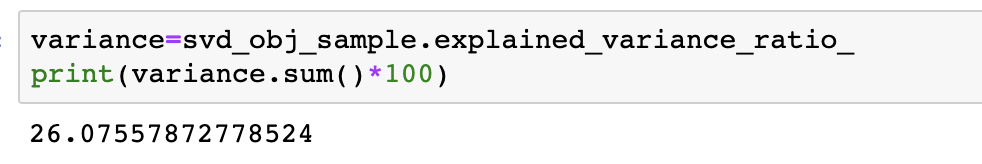 variance=svd_obj_sample.explained_variance_ratio_
print(variance.sum()*100)
26.07557872778524